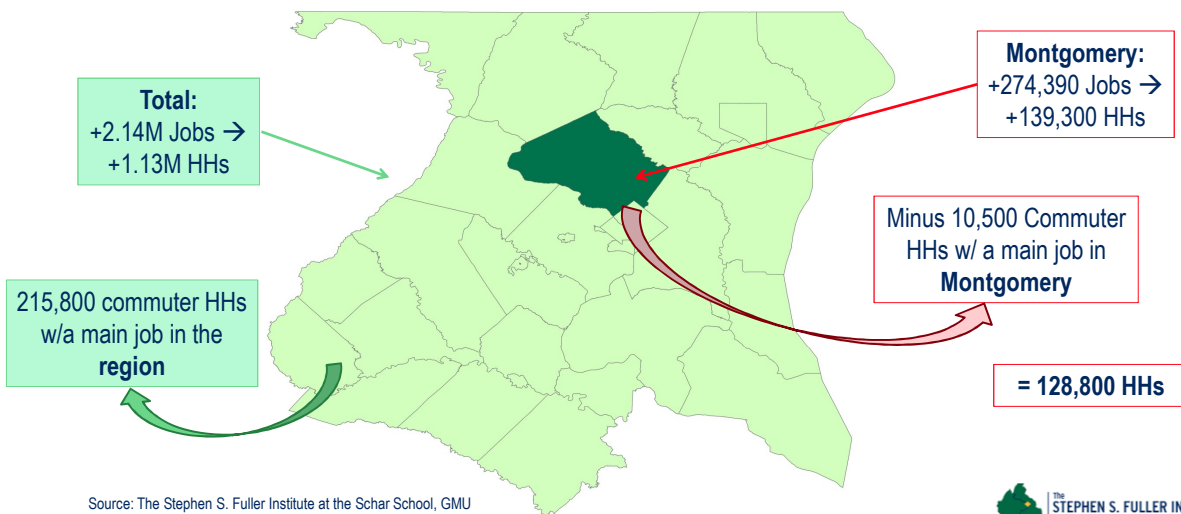 Total:
+2.14M Jobs →
+1.13M HHs
Montgomery:
+274,390 Jobs →
+139,300 HHs
Minus 10,500 Commuter
HHs w/ a main job in
Montgomery
215,800 commuter HHs
w/a main job in the
region
= 128,800 HHs
Source: The Stephen S. Fuller Institute at the Schar School, GMU
The
STEPHEN S. FULLER IN